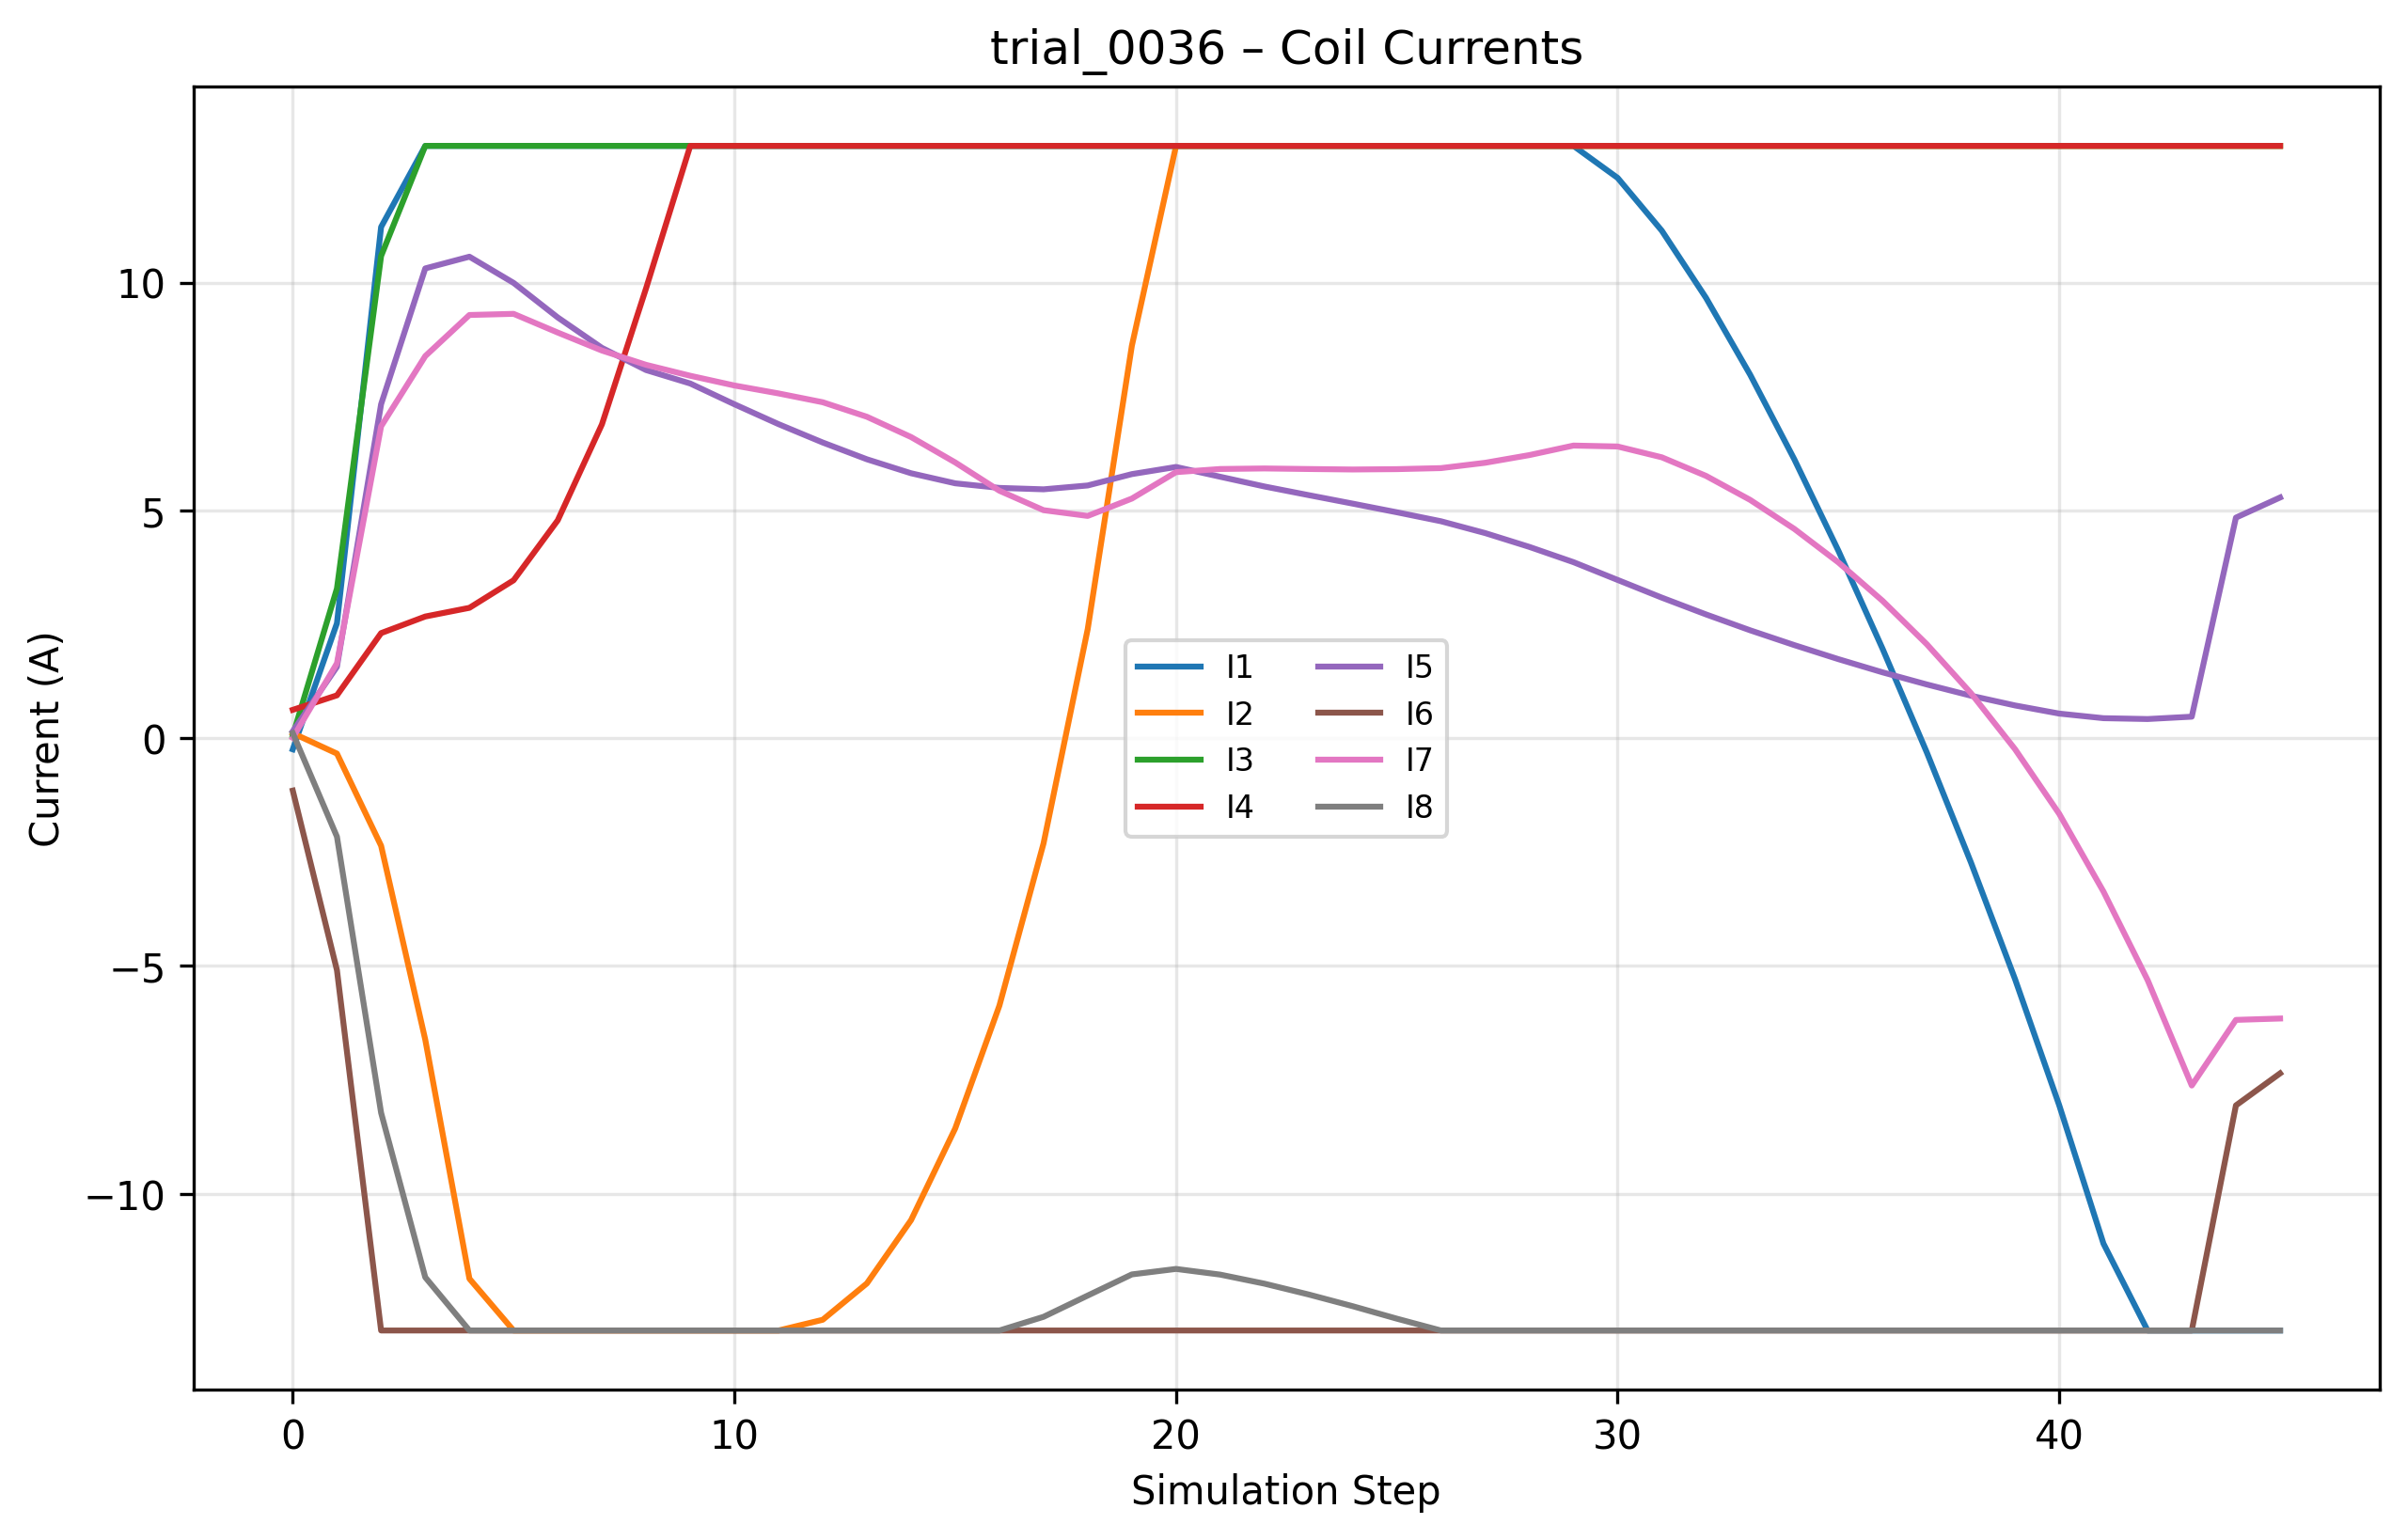 trial_0036 – Coil Currents
Current (A)
10
5
0
−5
−10
I1
I2
I3
I4
I5
I6
I7
I8
0
10
20
30
40
Simulation Step